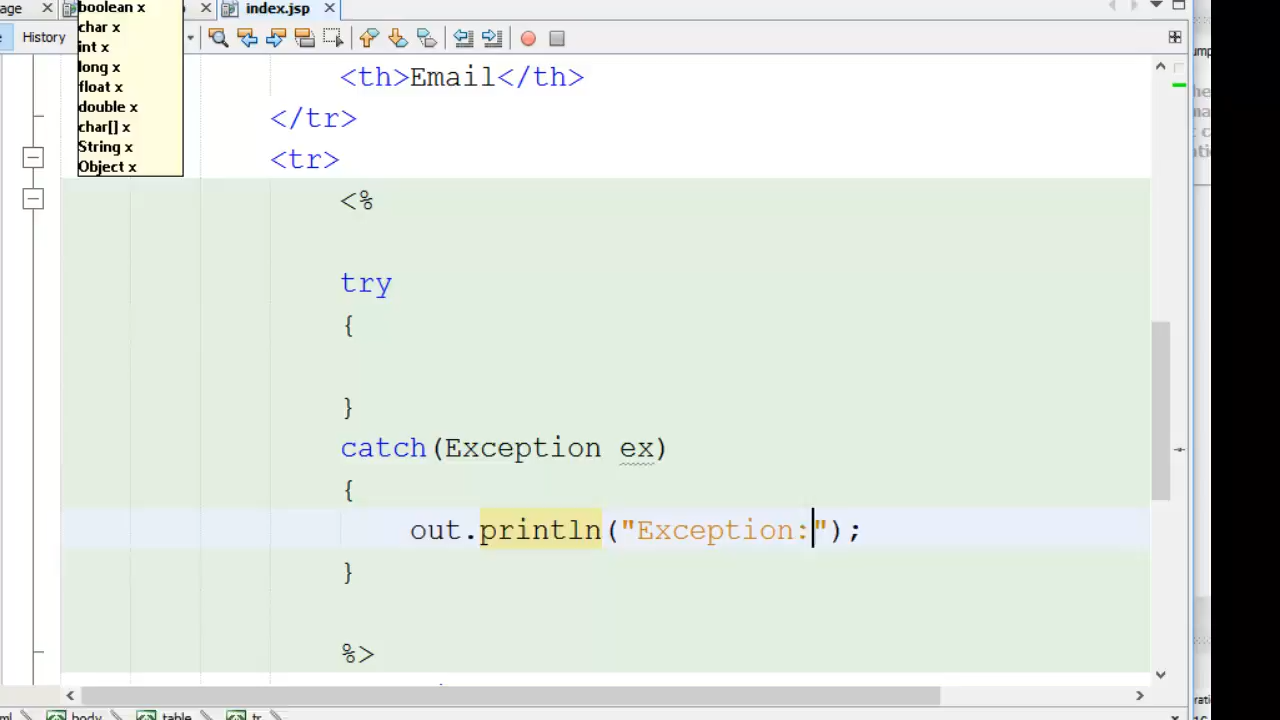 age
index.jsp
boolean x
char x
int x
long x
float x
double x
char[] x
String x
Object x
History
<th>Email</th>
</tr>
<tr>
<%
try
{
}
catch(Exception ex)
{
out.println("Exception:");
}
%>
body
table
tr